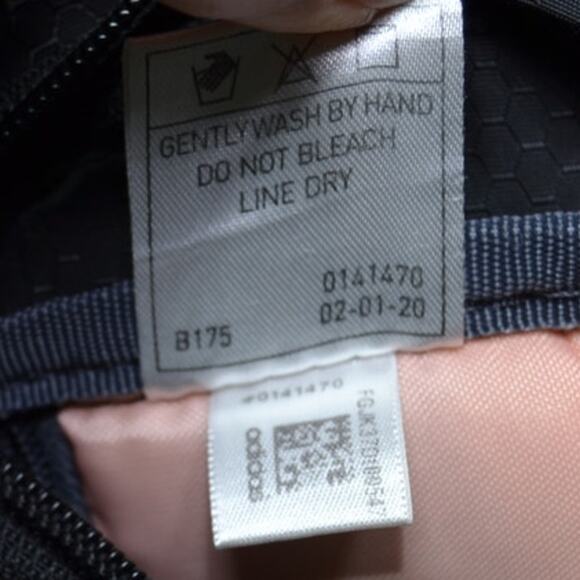 GENTLY WASH BY HAND
DO NOT BLEACH
LINE DRY
0141470
B175 02-01-20
#0141470
adidas